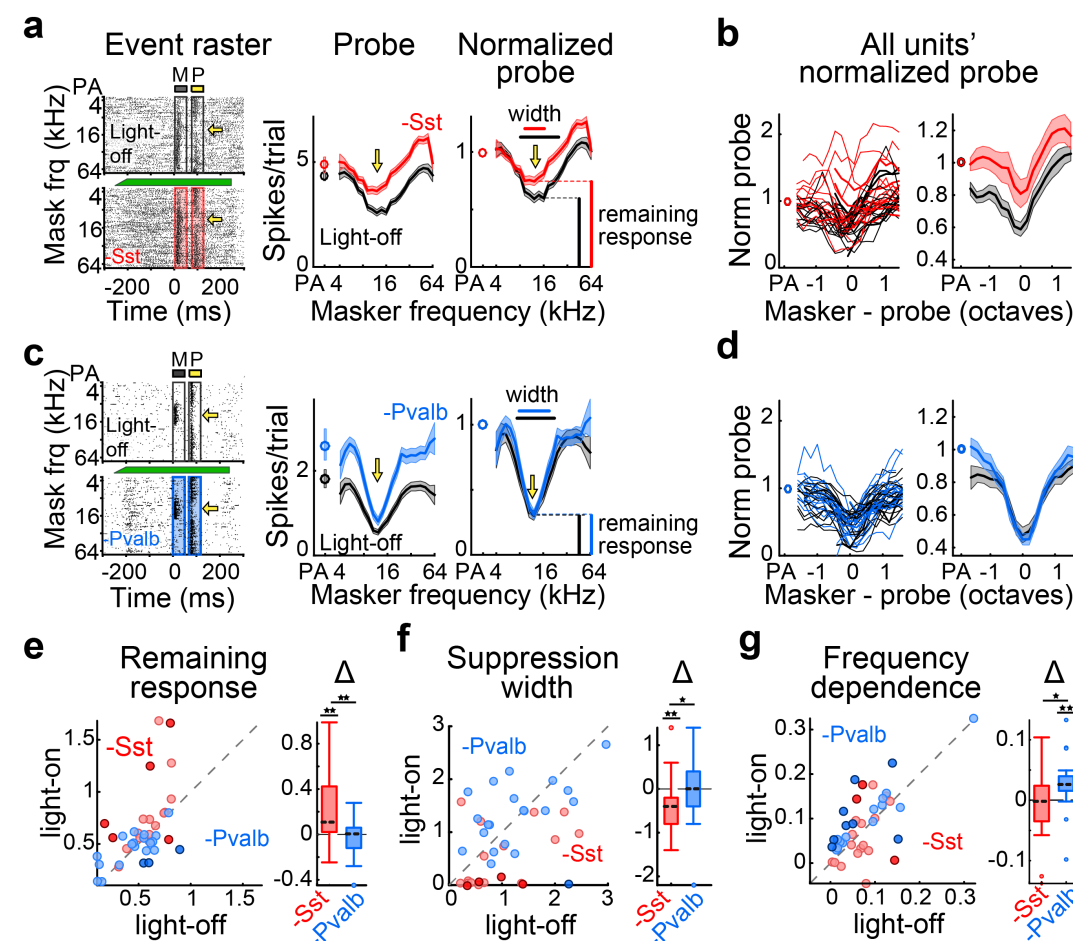 a
Event raster
Probe
Normalized
probe
M P
PA
4
16
64
Light-
off
4
16
64
-Sst
Mask frq (kHz)
-200 0 200
Time (ms)
Spikes/trial
5
0
-Sst
Light-off
PA 4 16 64
1
0
width
remaining
response
PA 4 16 64
Masker frequency (kHz)
b
All units'
normalized probe
Norm probe
2
1
0
PA -1 0 1
1.2
1
0.8
0.6
0.4
PA -1 0 1
Masker - probe (octaves)
c
M P
PA
4
16
64
Light-
off
4
16
64
-Pvalb
Mask frq (kHz)
-200 0 200
Time (ms)
Spikes/trial
2
0
-Pvalb
Light-off
PA 4 16 64
1
0
width
remaining
response
PA 4 16 64
Masker frequency (kHz)
d
Norm probe
2
1
0
PA -1 0 1
1.2
1
0.8
0.6
0.4
PA -1 0 1
Masker - probe (octaves)
e
Remaining
response
Δ
light-on
1.5
1
0.5
-Sst
-Pvalb
0.5 1 1.5
light-off
★★
★★
0.8
0.4
0
-0.4
-Sst
-Pvalb
f
Suppression
width
Δ
light-on
3
2
1
0
-Pvalb
-Sst
0 1 2 3
light-off
★
★★
1
0
-1
-2
-Sst
-Pvalb
g
Frequency
dependence
Δ
light-on
0.3
0.2
0.1
0
-Pvalb
-Sst
0 0.1 0.2 0.3
light-off
★
★★
0.1
0
-0.1
-Sst
-Pvalb